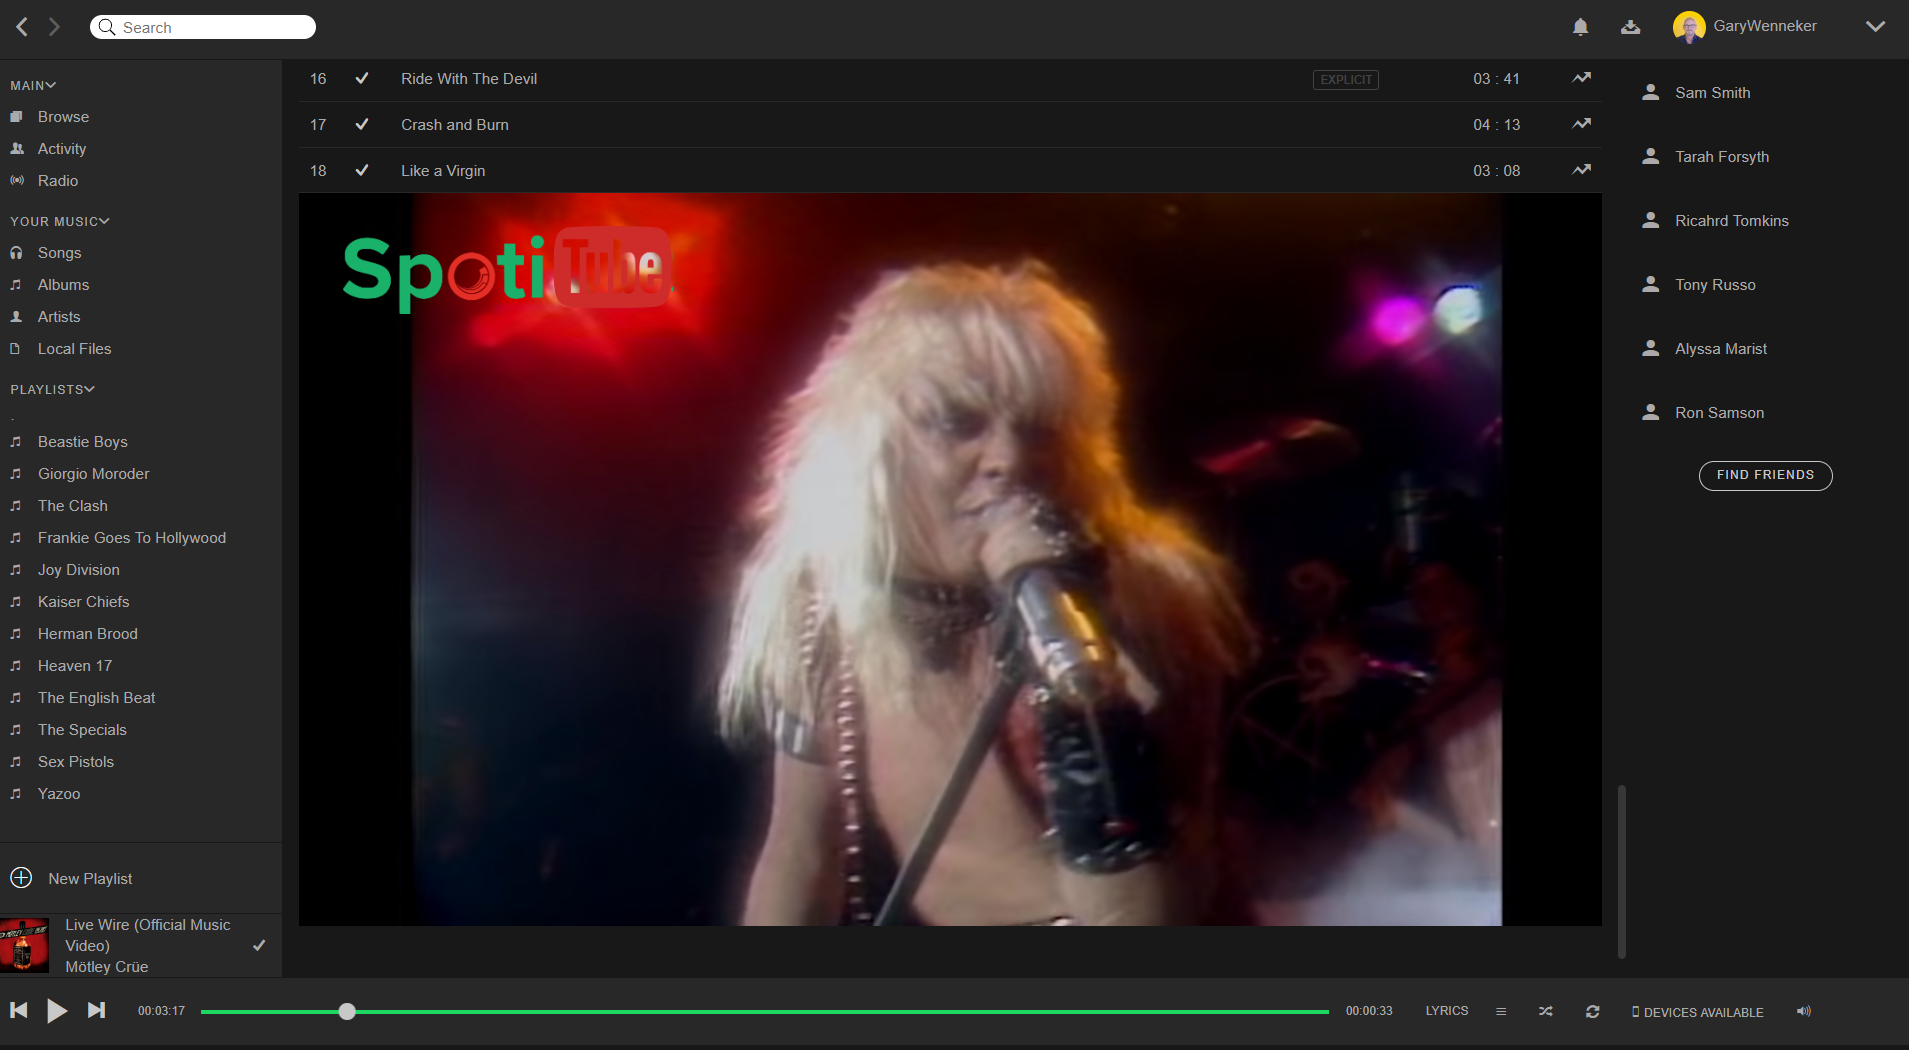 Search
GaryWenneker
MAIN
Browse
Activity
Radio
YOUR MUSIC
Songs
Albums
Artists
Local Files
PLAYLISTS
Beastie Boys
Giorgio Moroder
The Clash
Frankie Goes To Hollywood
Joy Division
Kaiser Chiefs
Herman Brood
Heaven 17
The English Beat
The Specials
Sex Pistols
Yazoo
New Playlist
Live Wire (Official Music
Video)
Mötley Crüe
16 Ride With The Devil EXPLICIT 03 : 41
17 Crash and Burn 04 : 13
18 Like a Virgin 03 : 08
SpotiTube
Sam Smith
Tarah Forsyth
Ricahrd Tomkins
Tony Russo
Alyssa Marist
Ron Samson
FIND FRIENDS
00:03:17 00:00:33 LYRICS DEVICES AVAILABLE